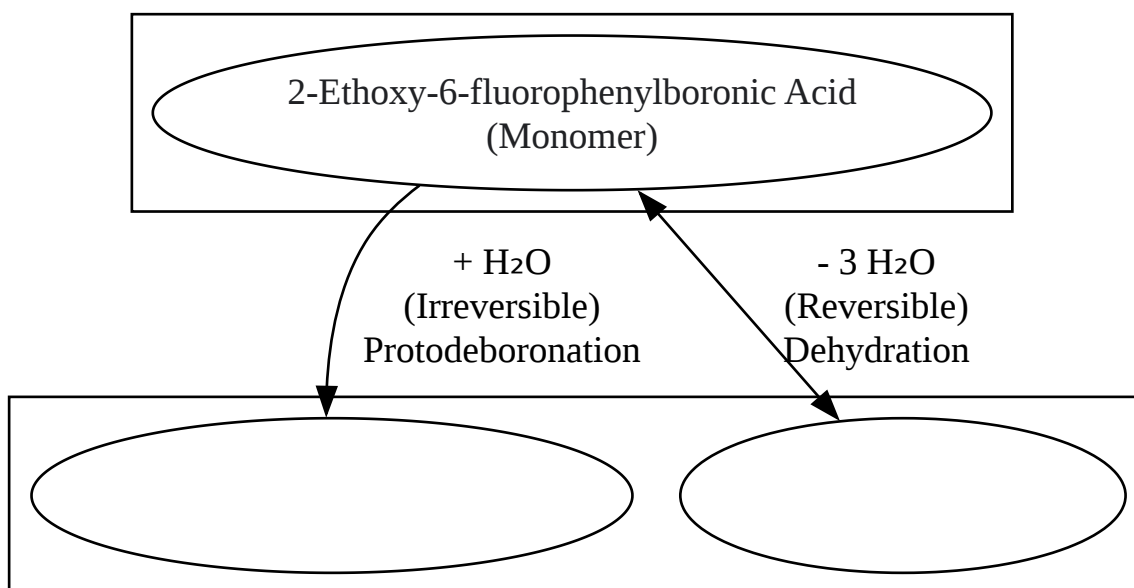 2-Ethoxy-6-fluorophenylboronic Acid
(Monomer)
+ H₂O
(Irreversible)
Protodeboronation
- 3 H₂O
(Reversible)
Dehydration